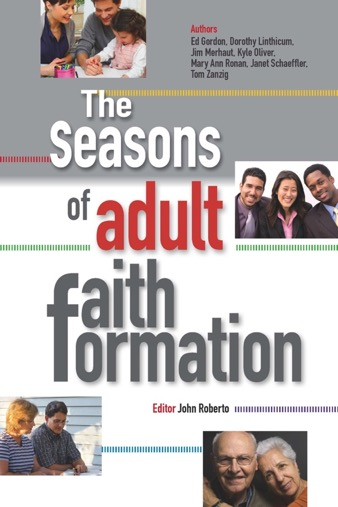 Authors
Ed Gordon, Dorothy Linthicum,
Jim Merhaut, Kyle Oliver,
Mary Ann Ronan, Janet Schaeffler,
Tom Zanzig
The
Seasons
of adult
faith
formation
Editor John Roberto